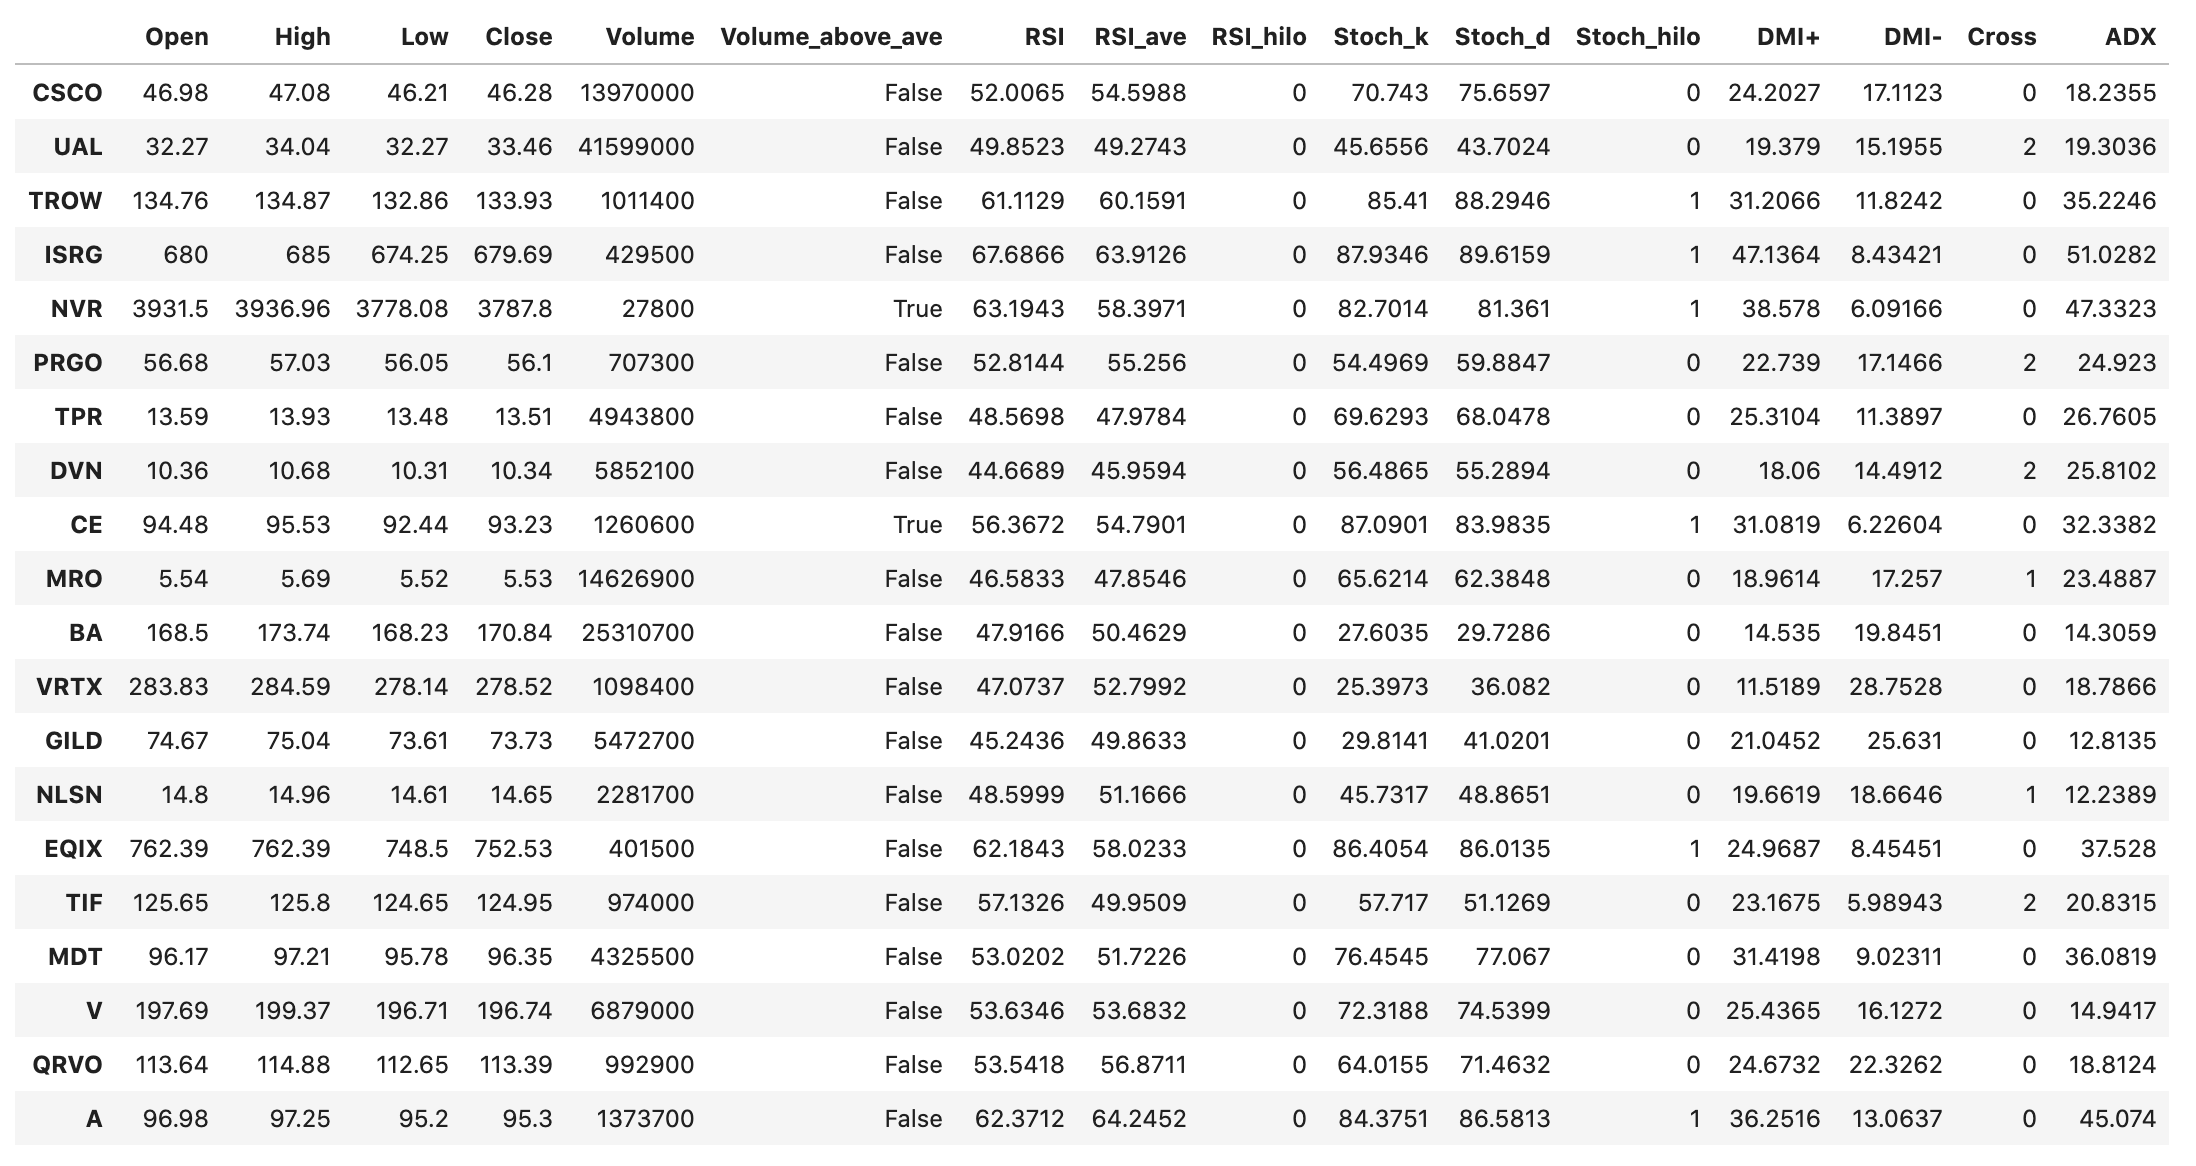 Open High Low Close Volume Volume_above_ave RSI RSI_ave RSI_hilo Stoch_k Stoch_d Stoch_hilo DMI+ DMI- Cross ADX
CSCO 46.98 47.08 46.21 46.28 13970000 False 52.0065 54.5988 0 70.743 75.6597 0 24.2027 17.1123 0 18.2355
UAL 32.27 34.04 32.27 33.46 41599000 False 49.8523 49.2743 0 45.6556 43.7024 0 19.379 15.1955 2 19.3036
TROW 134.76 134.87 132.86 133.93 1011400 False 61.1129 60.1591 0 85.41 88.2946 1 31.2066 11.8242 0 35.2246
ISRG 680 685 674.25 679.69 429500 False 67.6866 63.9126 0 87.9346 89.6159 1 47.1364 8.43421 0 51.0282
NVR 3931.5 3936.96 3778.08 3787.8 27800 True 63.1943 58.3971 0 82.7014 81.361 1 38.578 6.09166 0 47.3323
PRGO 56.68 57.03 56.05 56.1 707300 False 52.8144 55.256 0 54.4969 59.8847 0 22.739 17.1466 2 24.923
TPR 13.59 13.93 13.48 13.51 4943800 False 48.5698 47.9784 0 69.6293 68.0478 0 25.3104 11.3897 0 26.7605
DVN 10.36 10.68 10.31 10.34 5852100 False 44.6689 45.9594 0 56.4865 55.2894 0 18.06 14.4912 2 25.8102
CE 94.48 95.53 92.44 93.23 1260600 True 56.3672 54.7901 0 87.0901 83.9835 1 31.0819 6.22604 0 32.3382
MRO 5.54 5.69 5.52 5.53 14626900 False 46.5833 47.8546 0 65.6214 62.3848 0 18.9614 17.257 1 23.4887
BA 168.5 173.74 168.23 170.84 25310700 False 47.9166 50.4629 0 27.6035 29.7286 0 14.535 19.8451 0 14.3059
VRTX 283.83 284.59 278.14 278.52 1098400 False 47.0737 52.7992 0 25.3973 36.082 0 11.5189 28.7528 0 18.7866
GILD 74.67 75.04 73.61 73.73 5472700 False 45.2436 49.8633 0 29.8141 41.0201 0 21.0452 25.631 0 12.8135
NLSN 14.8 14.96 14.61 14.65 2281700 False 48.5999 51.1666 0 45.7317 48.8651 0 19.6619 18.6646 1 12.2389
EQIX 762.39 762.39 748.5 752.53 401500 False 62.1843 58.0233 0 86.4054 86.0135 1 24.9687 8.45451 0 37.528
TIF 125.65 125.8 124.65 124.95 974000 False 57.1326 49.9509 0 57.717 51.1269 0 23.1675 5.98943 2 20.8315
MDT 96.17 97.21 95.78 96.35 4325500 False 53.0202 51.7226 0 76.4545 77.067 0 31.4198 9.02311 0 36.0819
V 197.69 199.37 196.71 196.74 6879000 False 53.6346 53.6832 0 72.3188 74.5399 0 25.4365 16.1272 0 14.9417
QRVO 113.64 114.88 112.65 113.39 992900 False 53.5418 56.8711 0 64.0155 71.4632 0 24.6732 22.3262 0 18.8124
A 96.98 97.25 95.2 95.3 1373700 False 62.3712 64.2452 0 84.3751 86.5813 1 36.2516 13.0637 0 45.074